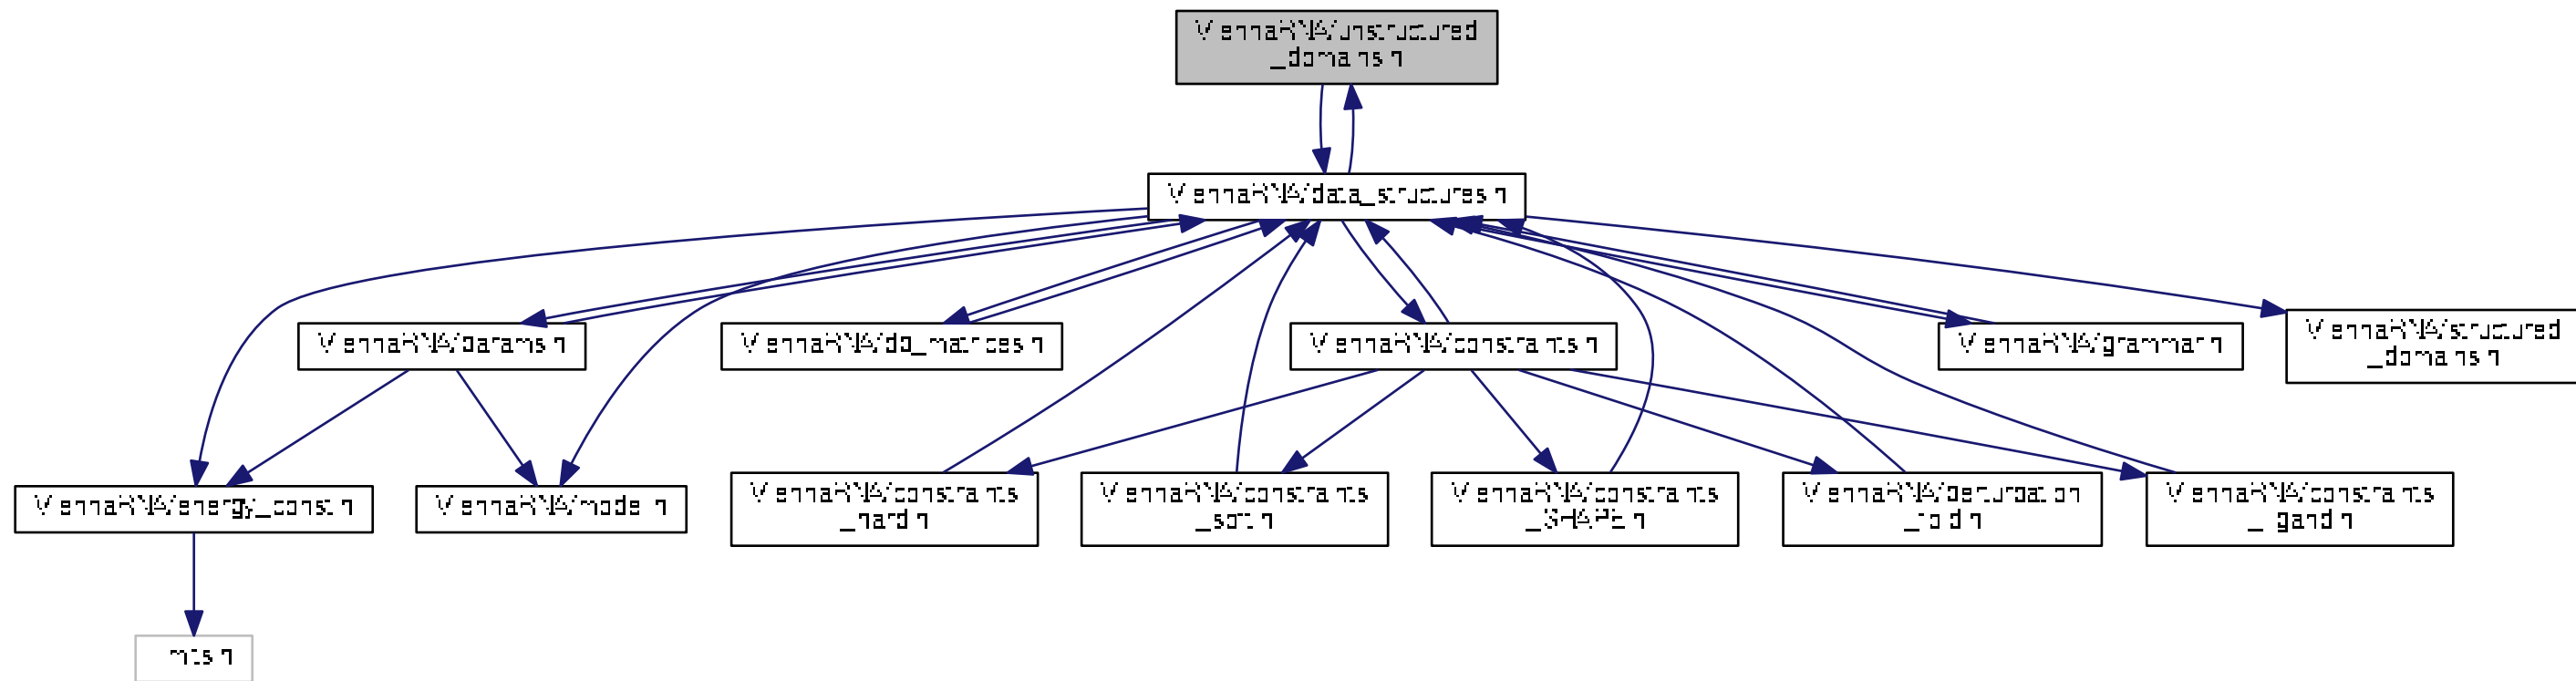 ViennaRNA/unstructured
_domains.h
ViennaRNA/data_structures.h
ViennaRNA/params.h
ViennaRNA/dp_matrices.h
ViennaRNA/constraints.h
ViennaRNA/grammar.h
ViennaRNA/structured
_domains.h
ViennaRNA/energy_const.h
ViennaRNA/model.h
ViennaRNA/constraints
_hard.h
ViennaRNA/constraints
_soft.h
ViennaRNA/constraints
_SHAPE.h
ViennaRNA/perturbation
_fold.h
ViennaRNA/constraints
_ligand.h
limits.h